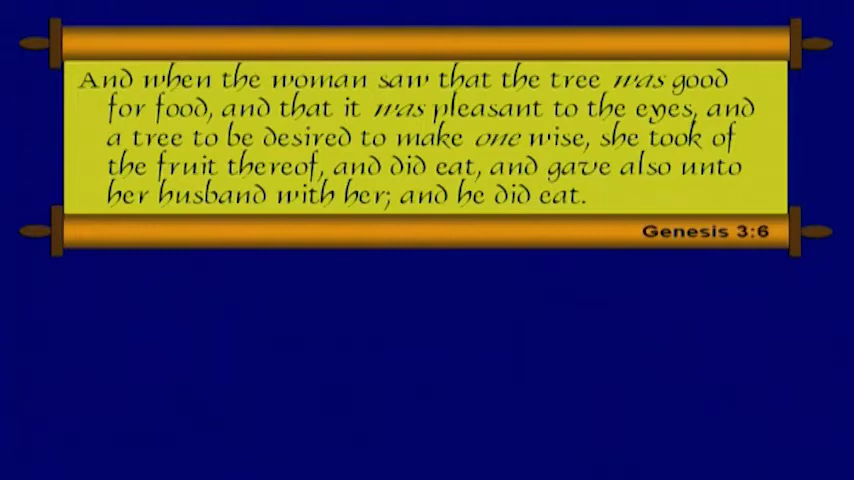 And when the woman saw that the tree was good
for food, and that it was pleasant to the eyes, and
a tree to be desired to make one wise, she took of
the fruit thereof, and did eat, and gave also unto
her husband with her; and he did eat.
Genesis 3:6